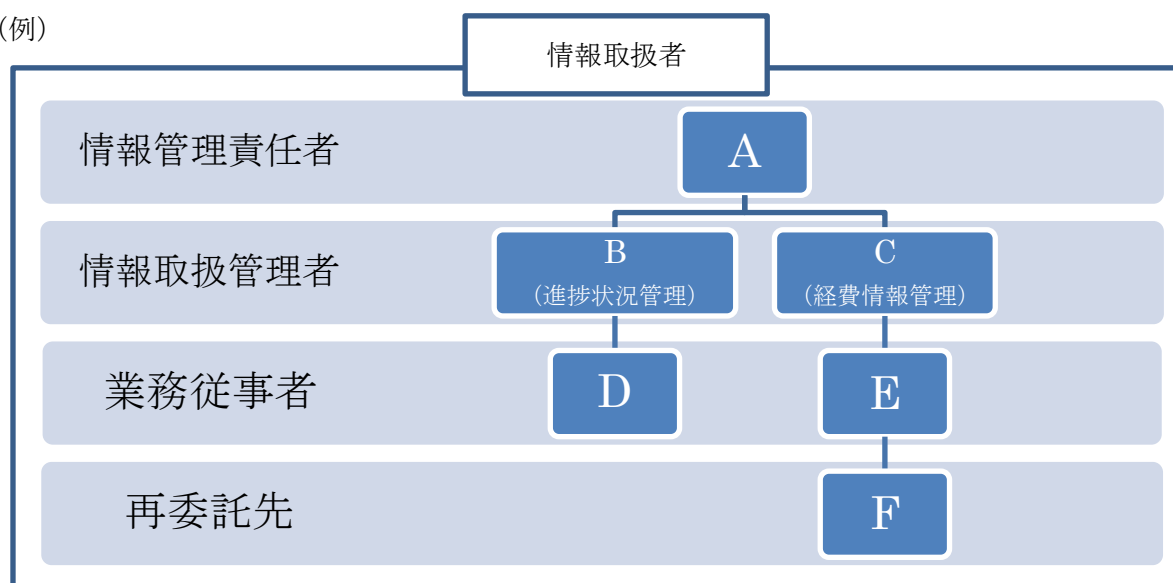 (例)
情報取扱者
情報管理責任者
A
情報取扱管理者
B
(進捗状況管理)
C
(経費情報管理)
業務従事者
D
E
再委託先
F